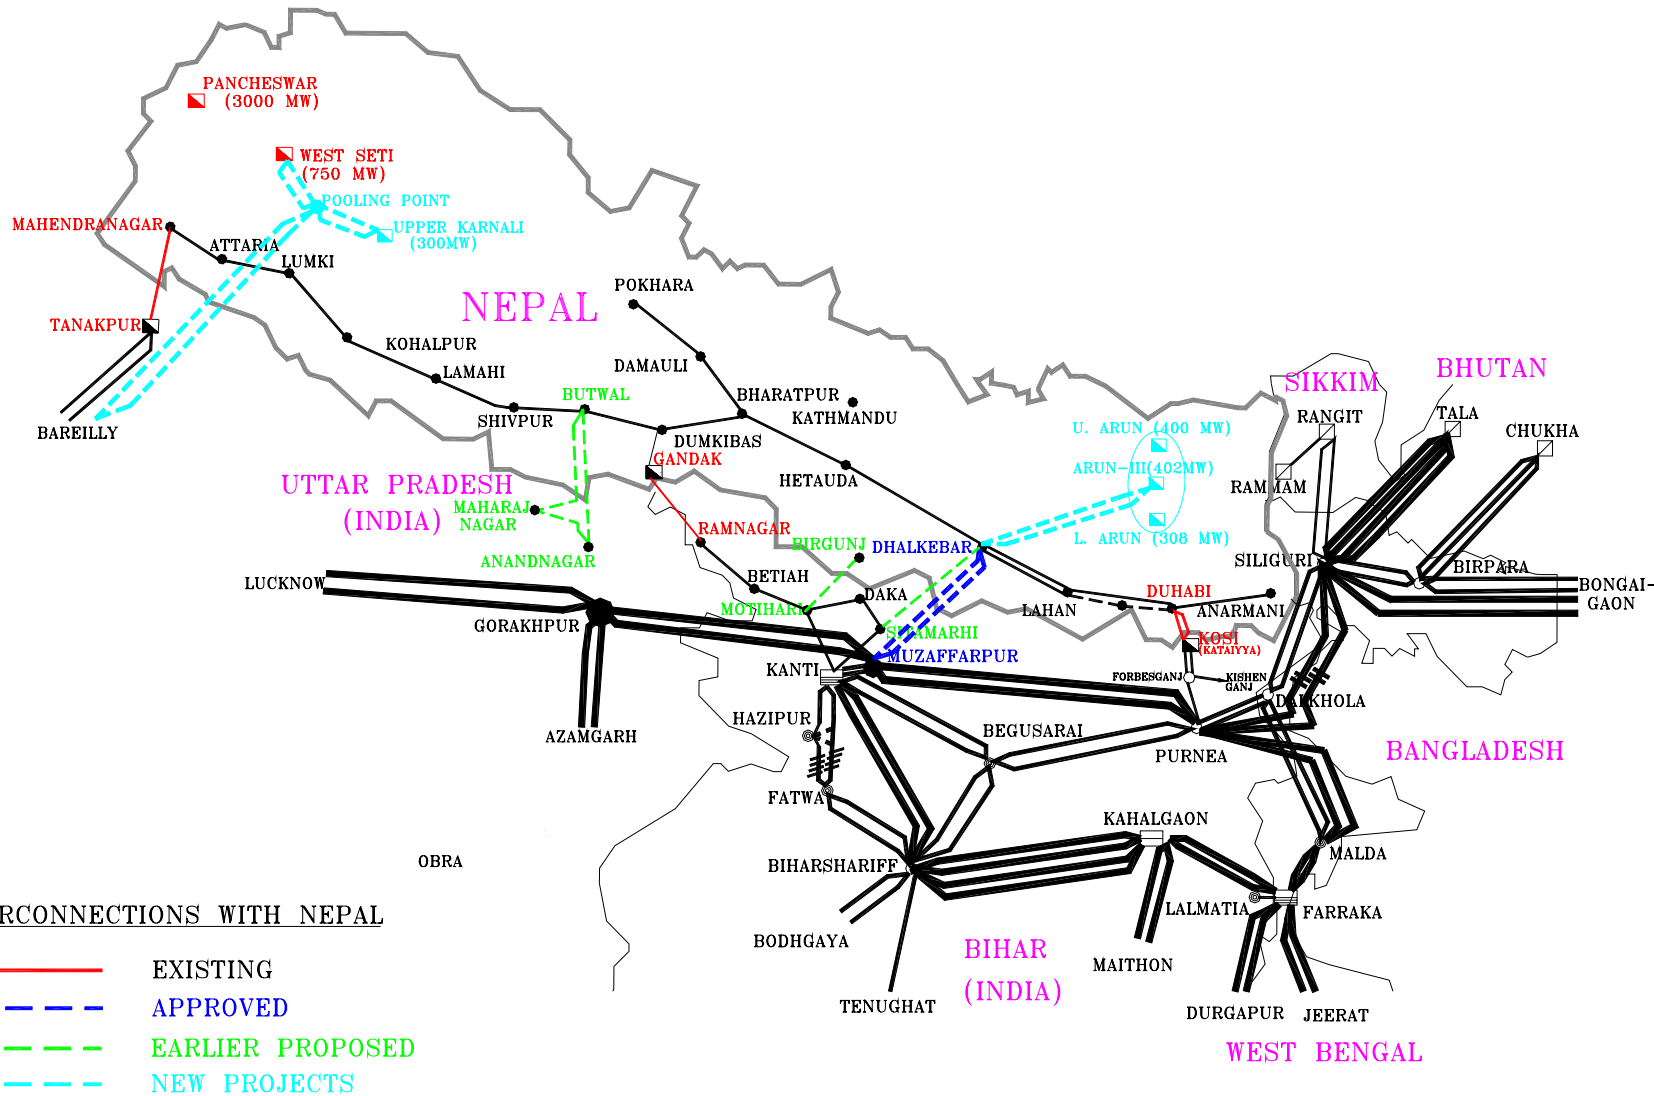 PANCHESWAR
(3000 MW)
WEST SETI
(750 MW)
POOLING POINT
MAHENDRANAGAR
UPPER KARNALI
(300MW)
ATTARIA
LUMKI
POKHARA
NEPAL
TANAKPUR
KOHALPUR
DAMAULI
LAMAHI
BHUTAN
SIKKIM
BUTWAL
BHARATPUR
KATHMANDU
RANGIT
TALA
SHIVPUR
BAREILLY
U. ARUN (400 MW)
CHUKHA
DUMKIBAS
GANDAK
ARUN-III(402MW)
HETAUDA
UTTAR PRADESH
(INDIA)
RAMMAM
MAHARAJ
NAGAR
RAMNAGAR
L. ARUN (308 MW)
BIRGUNJ
DHALKEBAR
ANANDNAGAR
SILIGURI
BIRPARA
LUCKNOW
BETIAH
DUHABI
BONGAI-
GAON
DAKA
MOTIHARI
LAHAN
ANARMANI
GORAKHPUR
SITAMARHI
KOSI
(KATAIYYA)
MUZAFFARPUR
KANTI
FORBESGANJ
KISHEN
GANJ
DALKHOLA
HAZIPUR
AZAMGARH
BEGUSARAI
PURNEA
BANGLADESH
FATWA
KAHALGAON
OBRA
BIHARSHARIFF
MALDA
LALMATIA
FARRAKA
RCONNECTIONS WITH NEPAL
BODHGAYA
BIHAR
(INDIA)
MAITHON
EXISTING
TENUGHAT
APPROVED
DURGAPUR
JEERAT
EARLIER PROPOSED
WEST BENGAL
NEW PROJECTS